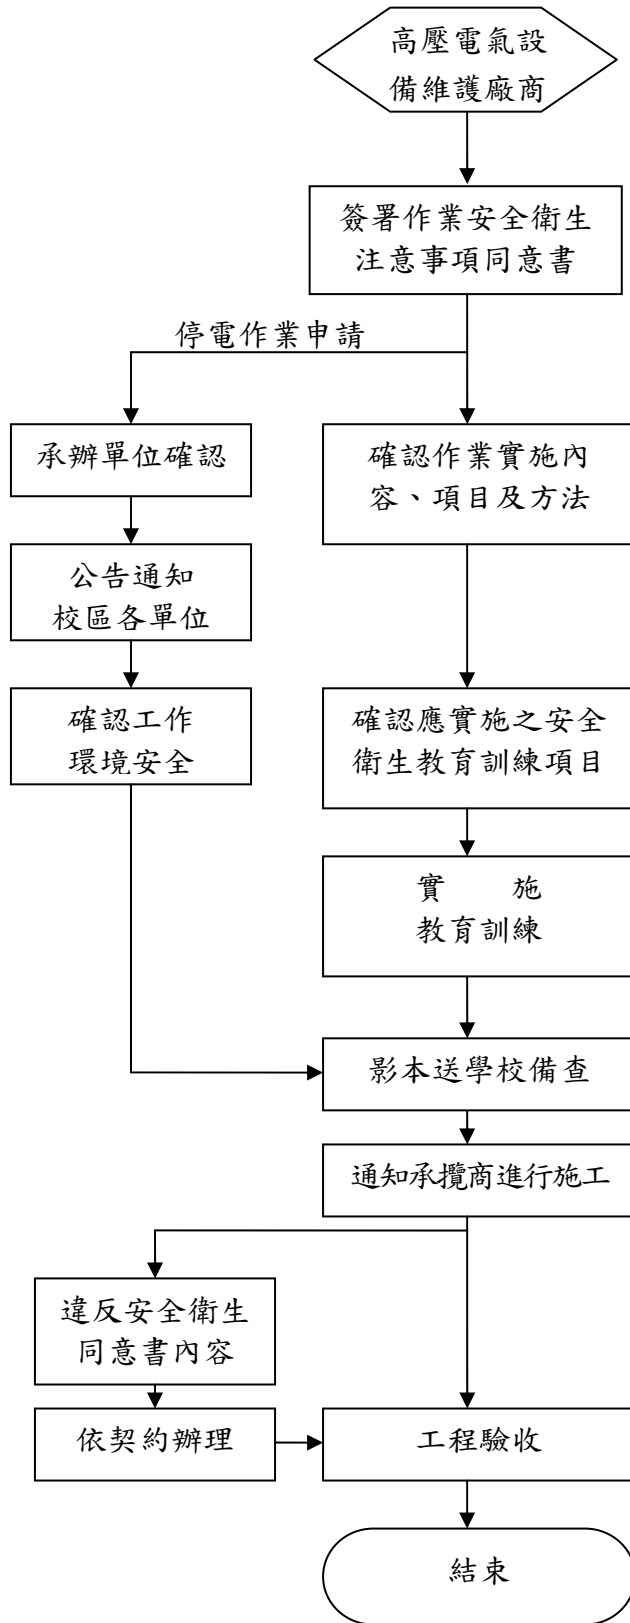 高壓電氣設
備維護廠商
簽署作業安全衛生
注意事項同意書
停電作業申請
承辦單位確認
確認作業實施內
容、項目及方法
公告通知
校區各單位
確認工作
環境安全
確認應實施之安全
衛生教育訓練項目
實　　施
教育訓練
影本送學校備查
通知承攬商進行施工
違反安全衛生
同意書內容
依契約辦理
工程驗收
結束